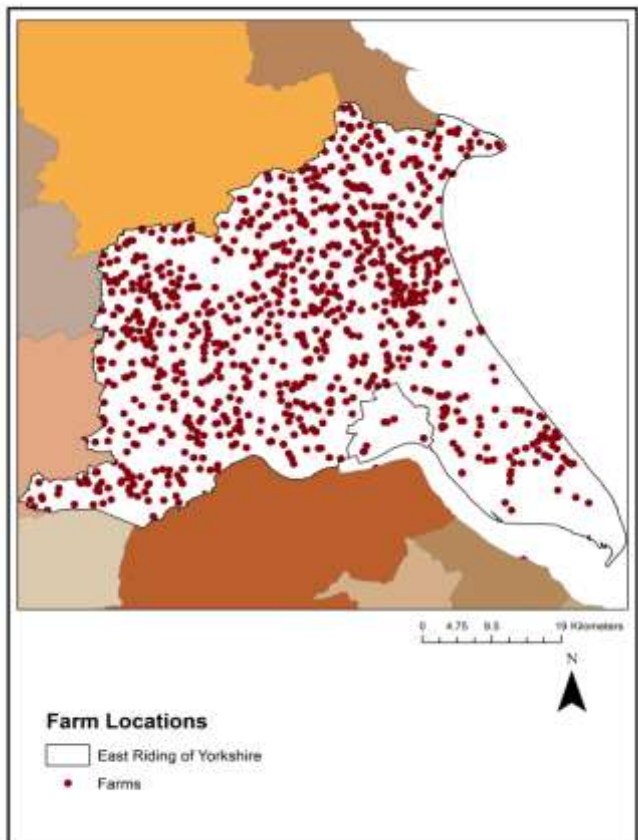 0 4.75 9.5 19 Kilometers
N
Farm Locations
East Riding of Yorkshire
Farms